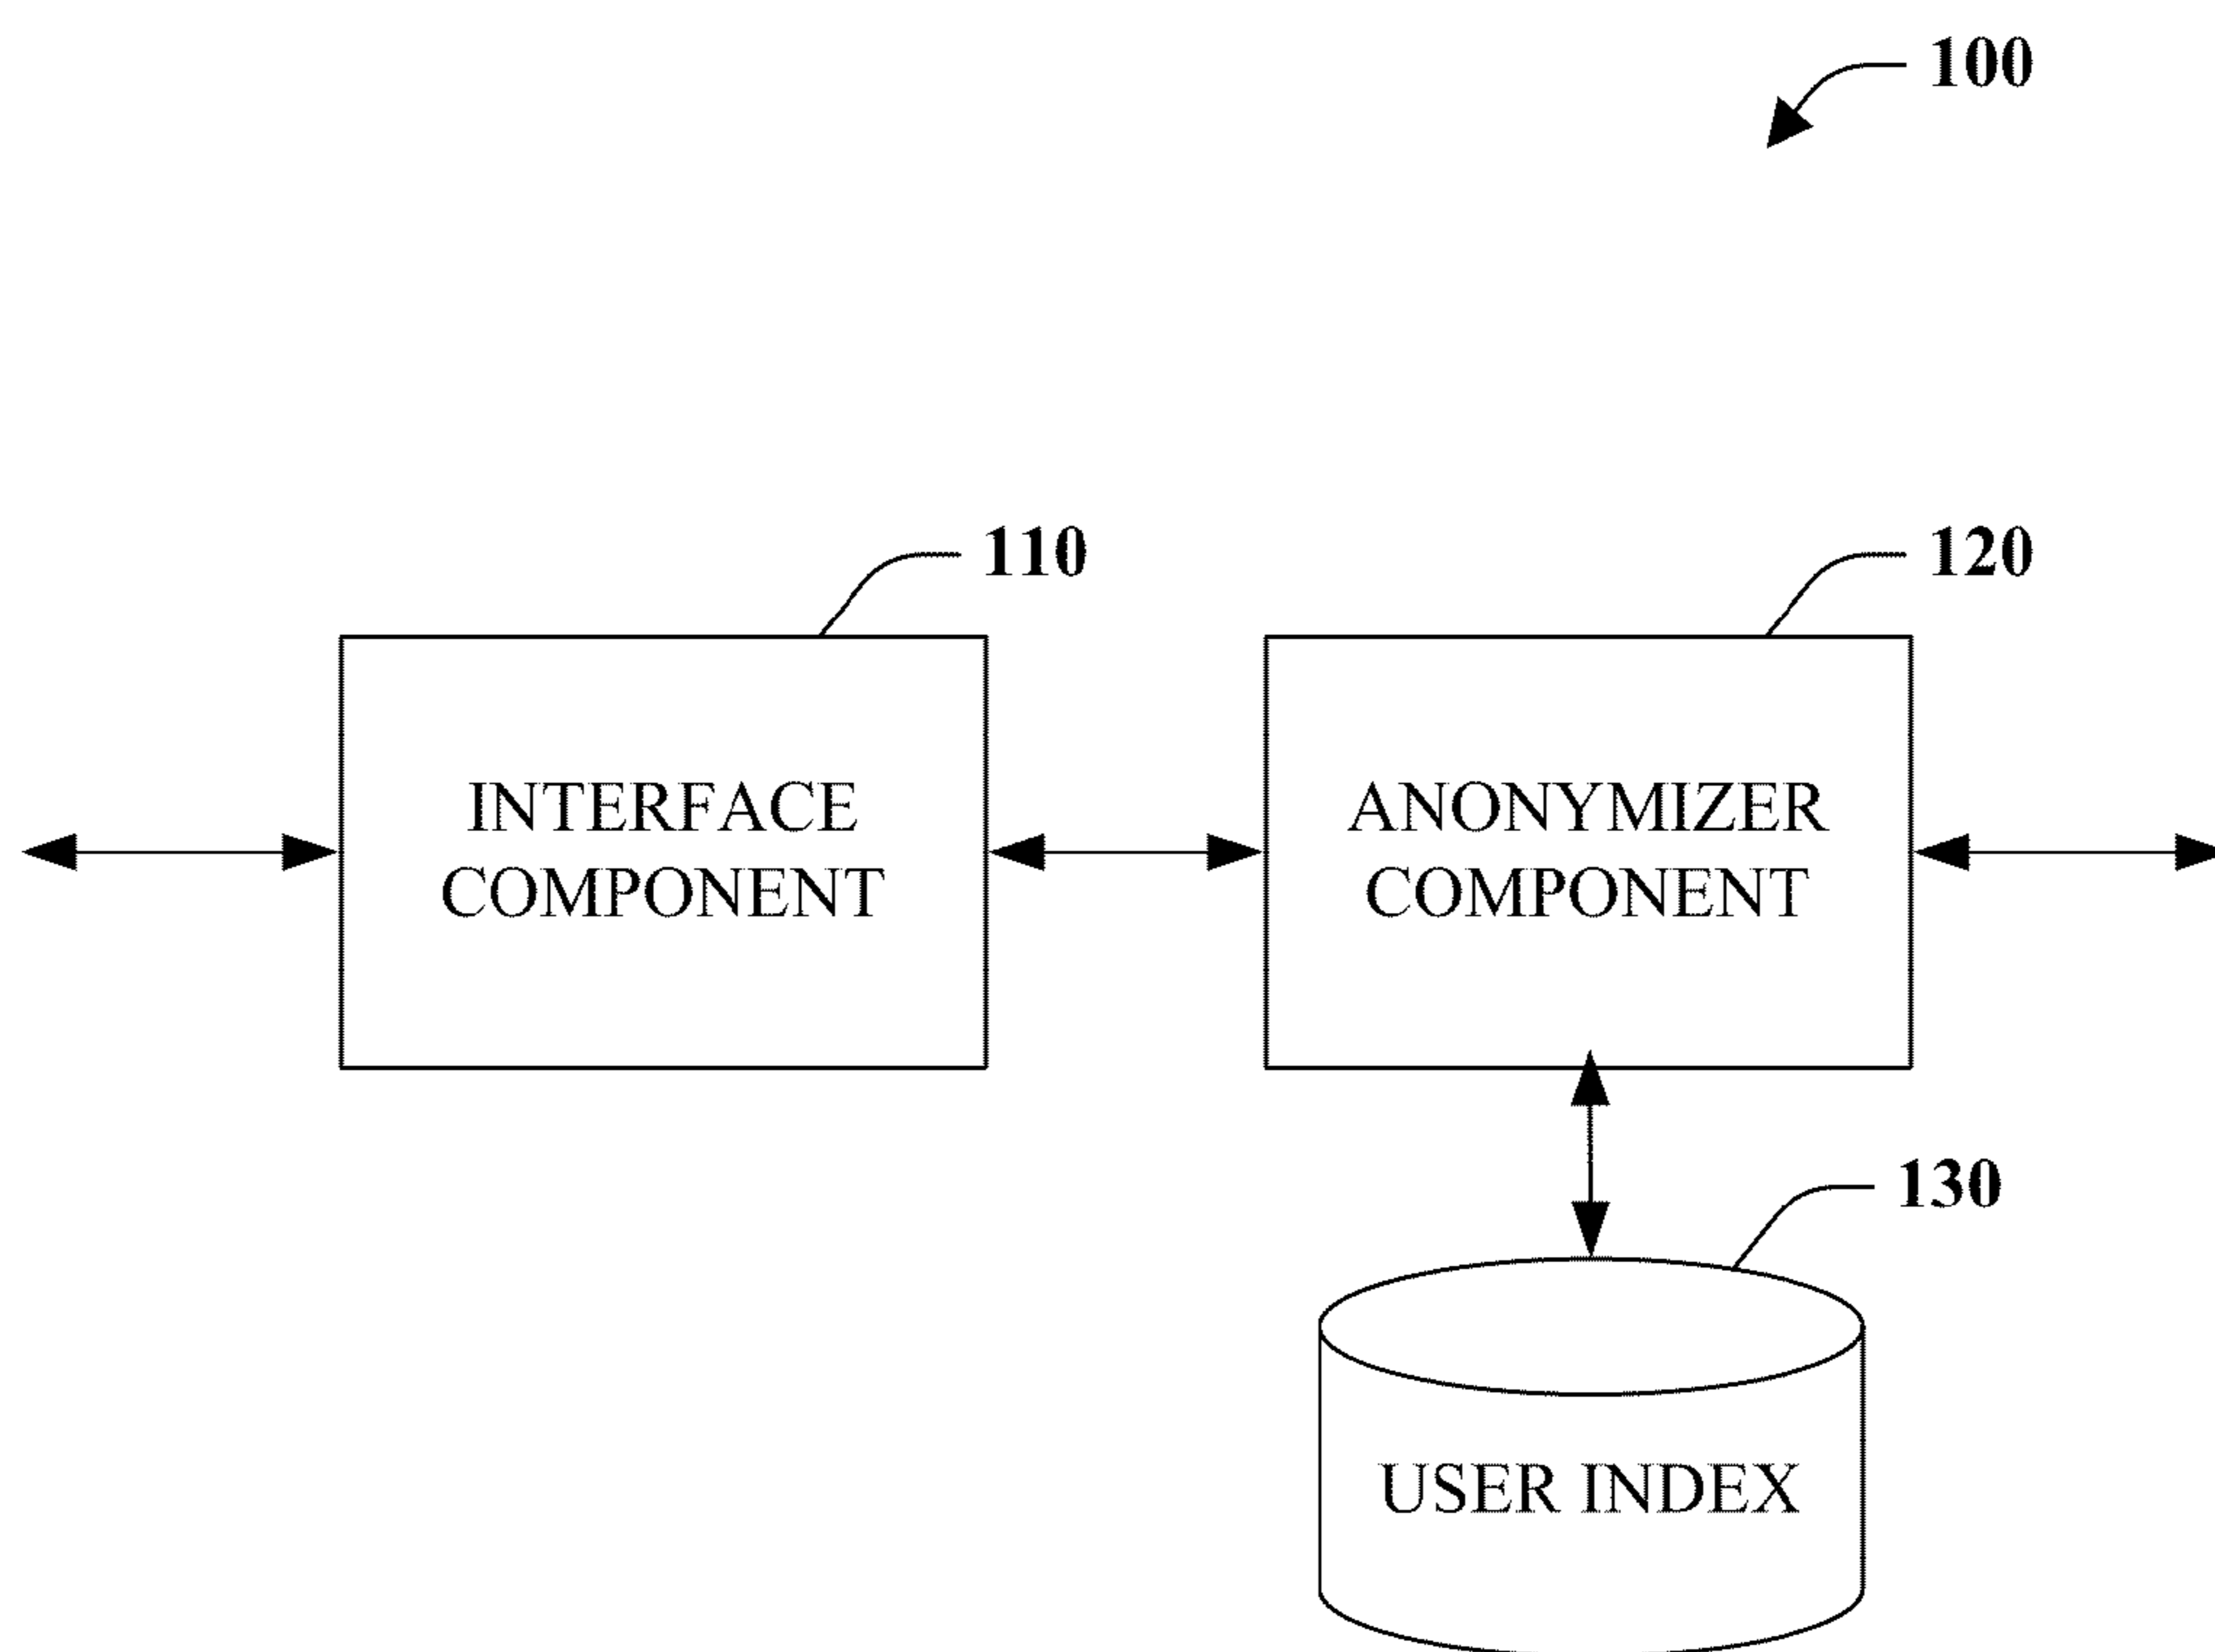 100
110
120
INTERFACE
COMPONENT
ANONYMIZER
COMPONENT
130
USER INDEX